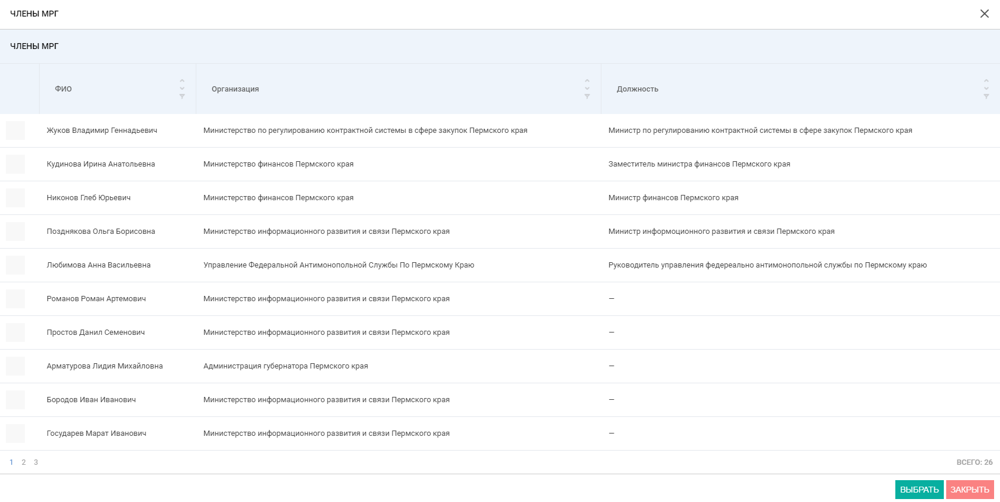 ЧЛЕНЫ МРГ
ЧЛЕНЫ МРГ
ФИО Организация Должность
Жуков Владимир Геннадьевич Министерство по регулированию контрактной системы в сфере закупок Пермского края Министр по регулированию контрактной системы в сфере закупок Пермского края
Кудинова Ирина Анатольевна Министерство финансов Пермского края Заместитель министра финансов Пермского края
Никонов Глеб Юрьевич Министерство финансов Пермского края Министр финансов Пермского края
Позднякова Ольга Борисовна Министерство информационного развития и связи Пермского края Министр информоционного развития и связи Пермского края
Любимова Анна Васильевна Управление Федеральной Антимонопольной Службы По Пермскому Краю Руководитель управления федереально антимонопольной службы по Пермскому краю
Романов Роман Артемович Министерство информационного развития и связи Пермского края —
Простов Данил Семенович Министерство информационного развития и связи Пермского края —
Арматурова Лидия Михайловна Администрация губернатора Пермского края —
Бородов Иван Иванович Министерство информационного развития и связи Пермского края —
Государев Марат Иванович Министерство информационного развития и связи Пермского края —
1 2 3 ВСЕГО: 26
ВЫБРАТЬ ЗАКРЫТЬ